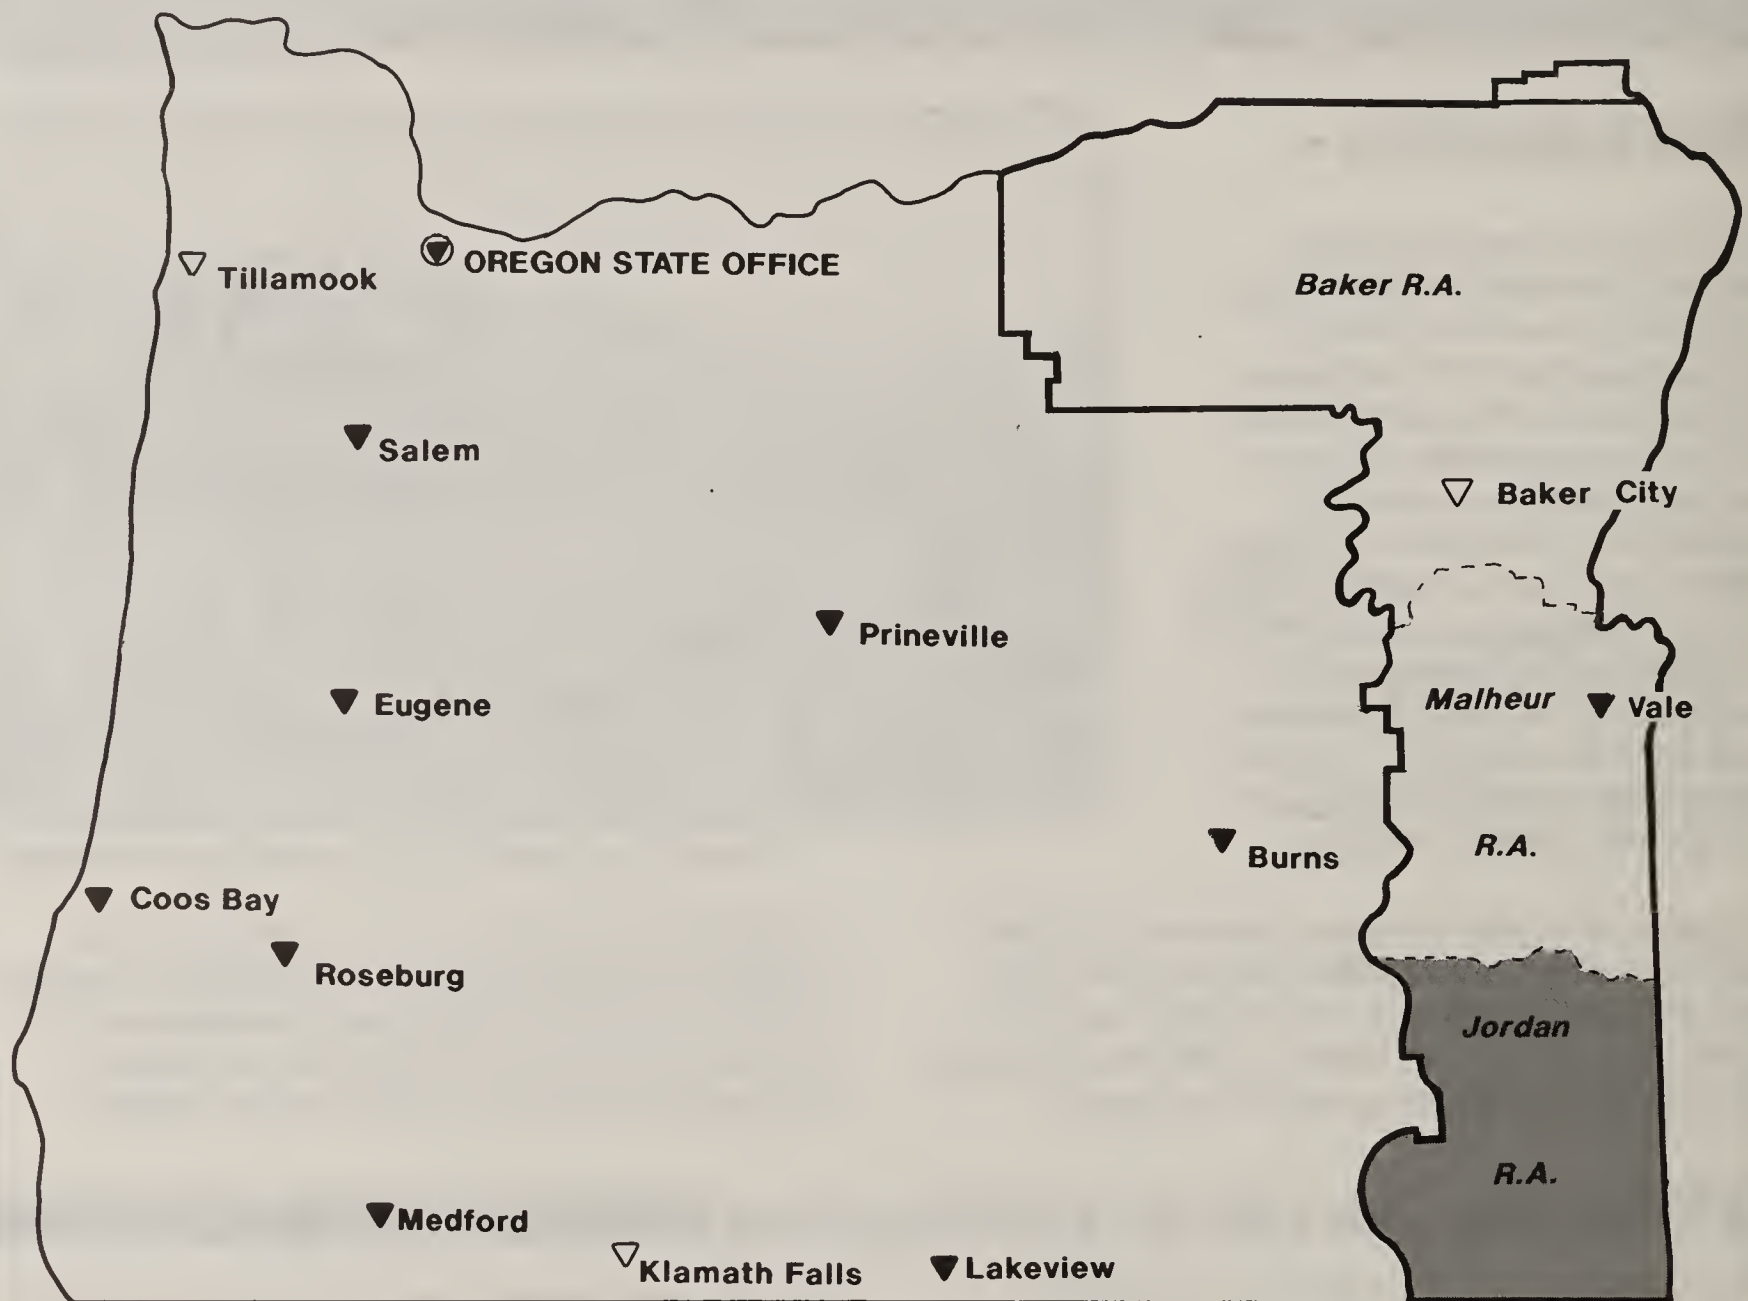 OREGON STATE OFFICE
Tillamook
Baker R.A.
Salem
Baker City
Prineville
Malheur
Vale
Eugene
R.A.
Burns
Coos Bay
Roseburg
Jordan
R.A.
Medford
Klamath Falls
Lakeview